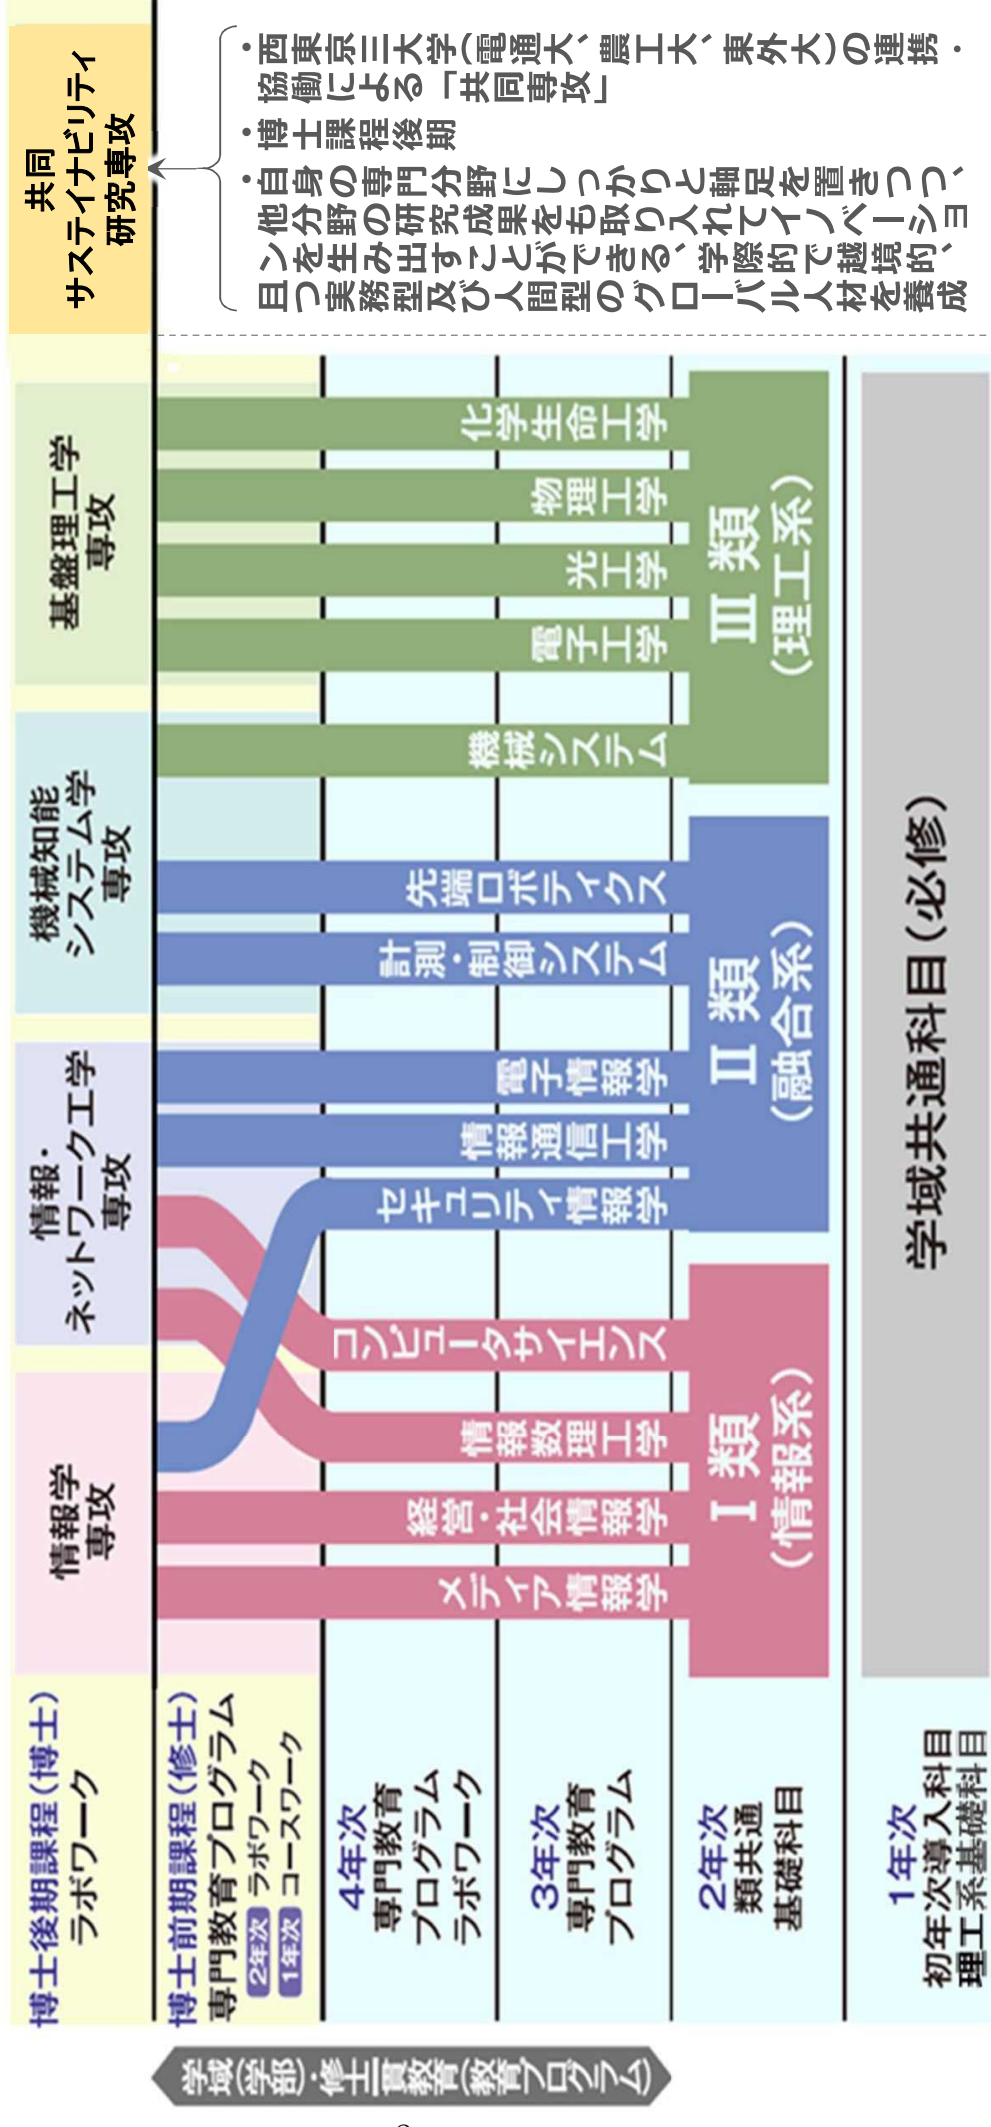 博士後期課程(博士)
ラボワーク
情報学
専攻
情報・
ネットワーク工学
専攻
機械知能
システム学
専攻
基盤理工学
専攻
共同
サステイナビリティ
研究専攻
博士前期課程(修士)
専門教育プログラム
2年次 ラボワーク
1年次 コースワーク
4年次
専門教育
プログラム
ラボワーク
3年次
専門教育
プログラム
2年次
類共通
基礎科目
1年次
初年次導入科目
理工系基礎科目
学域(学部)・修士一貫教育(教育プログラム)
メディア情報学
経営・社会情報学
情報数理工学
コンピュータサイエンス
セキュリティ情報学
情報通信工学
電子情報学
計測・制御システム
先端ロボティクス
機械システム
電子工学
光工学
物理工学
化学生命工学
I 類
(情報系)
II 類
(融合系)
III 類
(理工系)
学域共通科目(必修)
・西東京三大学(電通大、農工大、東外大)の連携・
協働による「共同専攻」
・博士課程後期
・自身の専門分野にしっかりと軸足を置きつつ、
他分野の研究成果をも取り入れてイノベーショ
ンを生み出すことができる、学際的で越境的、
且つ実務型及び人間型のグローバル人材を養成